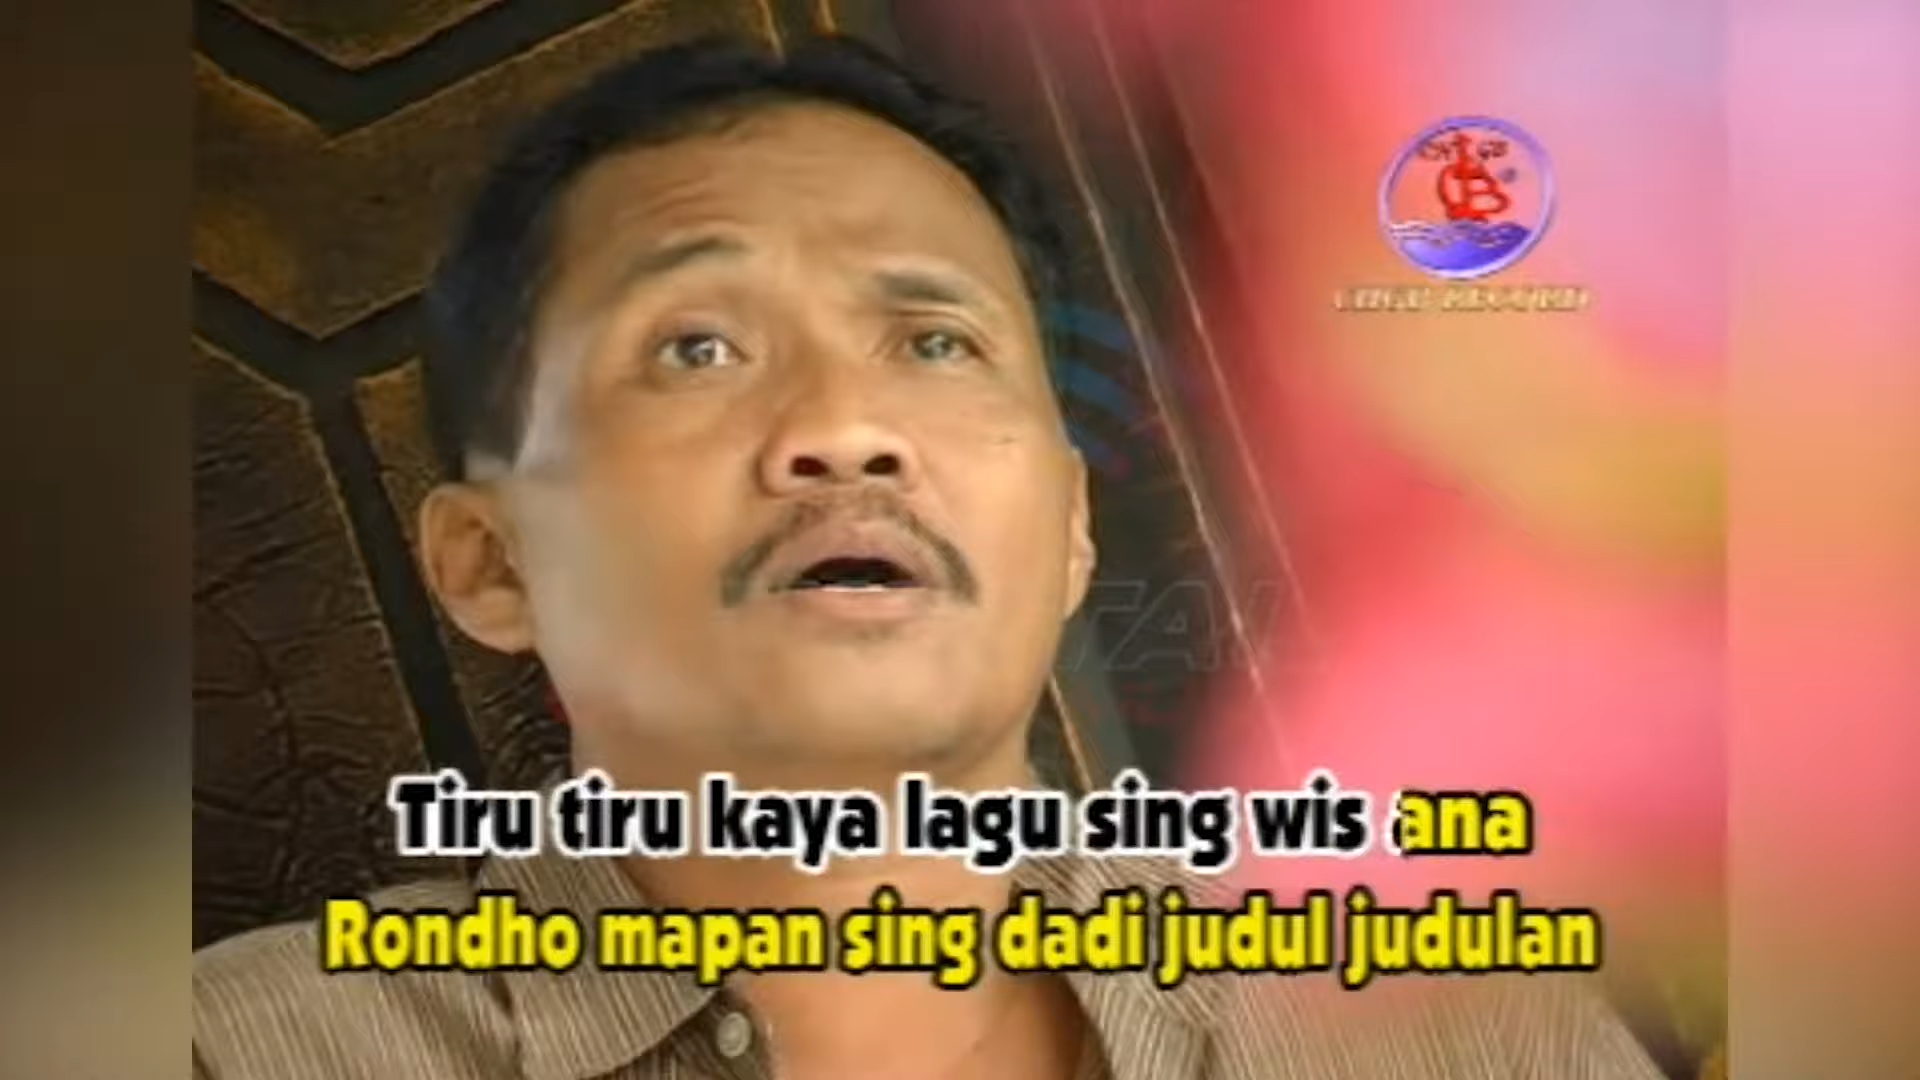 Tiru tiru kaya lagu sing wis ana
Rondho mapan sing dadi judul judulan